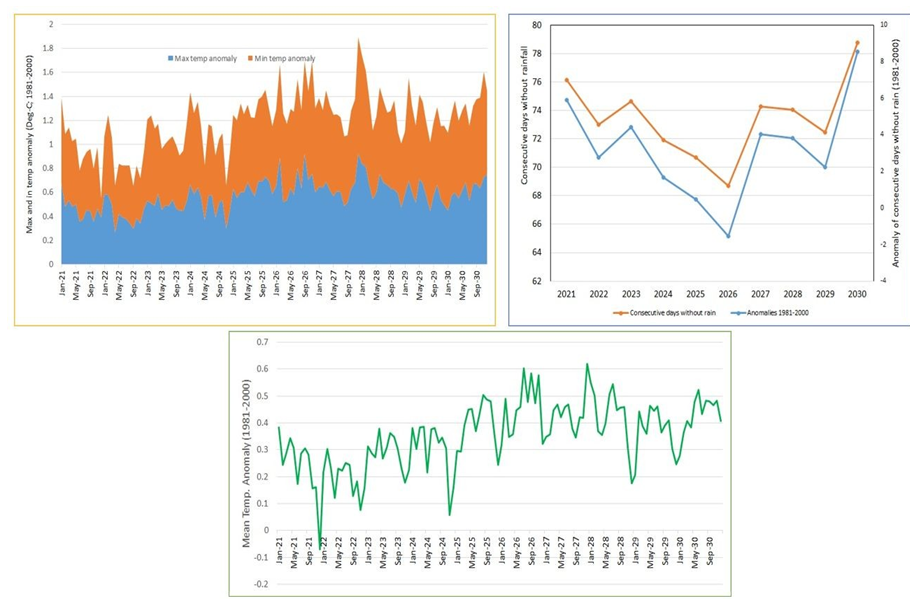 Max and in temp anomaly (Deg-C: 1981-2000)
2
1.8
1.6
1.4
1.2
1
0.8
0.6
0.4
0.2
0
Max temp anomaly
Min temp anomaly
Jan-21
May-21
Sep-21
Jan-22
May-22
Sep-22
Jan-23
May-23
Sep-23
Jan-24
May-24
Sep-24
Jan-25
May-25
Sep-25
Jan-26
May-26
Sep-26
Jan-27
May-27
Sep-27
Jan-28
May-28
Sep-28
Jan-29
May-29
Sep-29
Jan-30
May-30
Sep-30
Consecutive days without rainfall
80
78
76
74
72
70
68
66
64
62
10
8
6
4
2
0
-2
-4
Anomaly of consecutive days without rain (1981-2000)
2021 2022 2023 2024 2025 2026 2027 2028 2029 2030
Consecutive days without rain
Anomalies 1981-2000
Mean Temp. Anomaly (1981-2000)
0.7
0.6
0.5
0.4
0.3
0.2
0.1
0
-0.1
-0.2
Jan-21
May-21
Sep-21
Jan-22
May-22
Sep-22
Jan-23
May-23
Sep-23
Jan-24
May-24
Sep-24
Jan-25
May-25
Sep-25
Jan-26
May-26
Sep-26
Jan-27
May-27
Sep-27
Jan-28
May-28
Sep-28
Jan-29
May-29
Sep-29
Jan-30
May-30
Sep-30